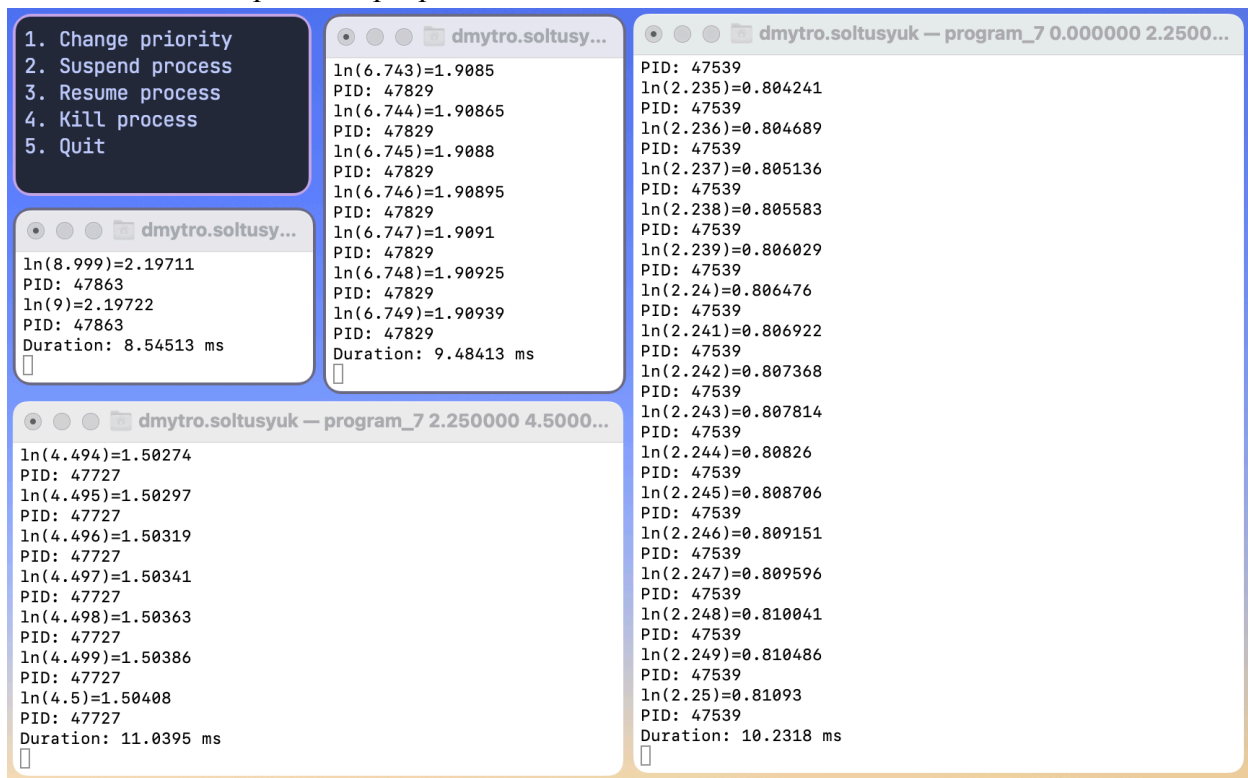 1. Change priority
2. Suspend process
3. Resume process
4. Kill process
5. Quit
dmytro.soltusy...
ln(8.999)=2.19711
PID: 47863
ln(9)=2.19722
PID: 47863
Duration: 8.54513 ms
dmytro.soltusy...
ln(6.743)=1.9085
PID: 47829
ln(6.744)=1.90865
PID: 47829
ln(6.745)=1.9088
PID: 47829
ln(6.746)=1.90895
PID: 47829
ln(6.747)=1.9091
PID: 47829
ln(6.748)=1.90925
PID: 47829
ln(6.749)=1.90939
PID: 47829
Duration: 9.48413 ms
dmytro.soltusyuk — program_7 2.250000 4.5000...
ln(4.494)=1.50274
PID: 47727
ln(4.495)=1.50297
PID: 47727
ln(4.496)=1.50319
PID: 47727
ln(4.497)=1.50341
PID: 47727
ln(4.498)=1.50363
PID: 47727
ln(4.499)=1.50386
PID: 47727
ln(4.5)=1.50408
PID: 47727
Duration: 11.0395 ms
dmytro.soltusyuk — program_7 0.000000 2.2500...
PID: 47539
ln(2.235)=0.804241
PID: 47539
ln(2.236)=0.804689
PID: 47539
ln(2.237)=0.805136
PID: 47539
ln(2.238)=0.805583
PID: 47539
ln(2.239)=0.806029
PID: 47539
ln(2.24)=0.806476
PID: 47539
ln(2.241)=0.806922
PID: 47539
ln(2.242)=0.807368
PID: 47539
ln(2.243)=0.807814
PID: 47539
ln(2.244)=0.80826
PID: 47539
ln(2.245)=0.808706
PID: 47539
ln(2.246)=0.809151
PID: 47539
ln(2.247)=0.809596
PID: 47539
ln(2.248)=0.810041
PID: 47539
ln(2.249)=0.810486
PID: 47539
ln(2.25)=0.81093
PID: 47539
Duration: 10.2318 ms